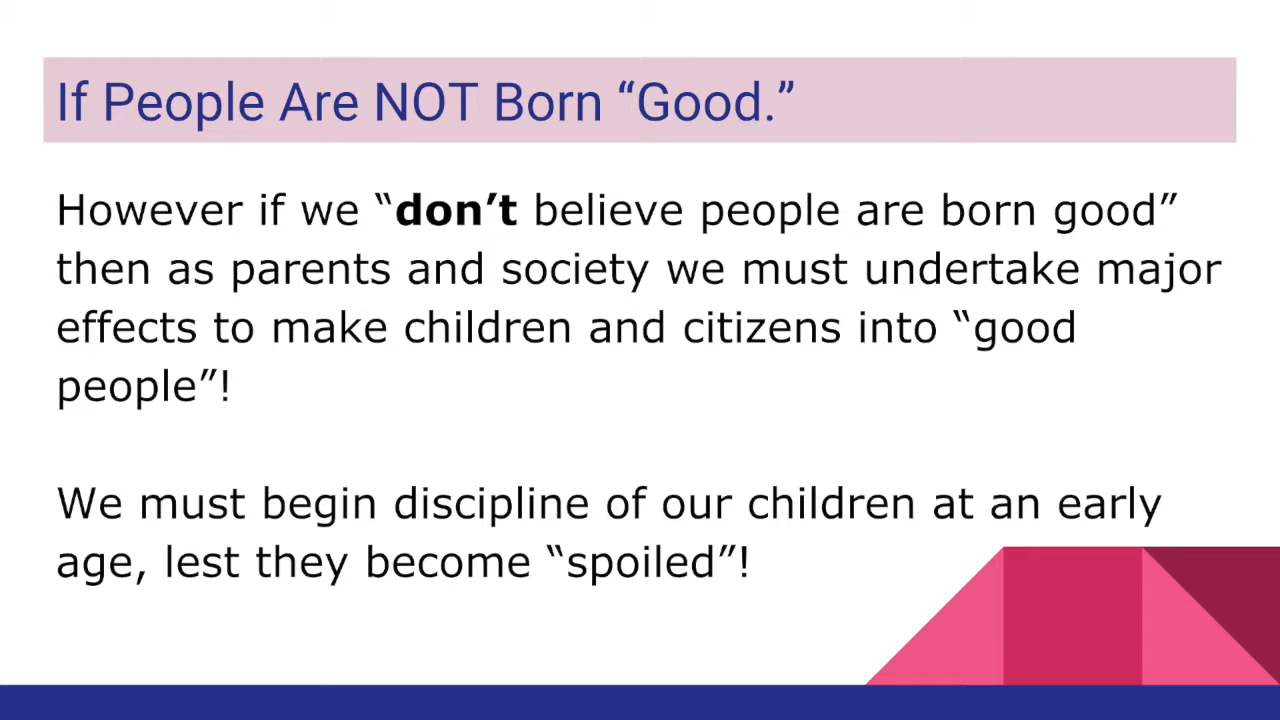 If People Are NOT Born “Good.”
However if we “don’t believe people are born good”
then as parents and society we must undertake major
effects to make children and citizens into “good
people”!
We must begin discipline of our children at an early
age, lest they become “spoiled”!